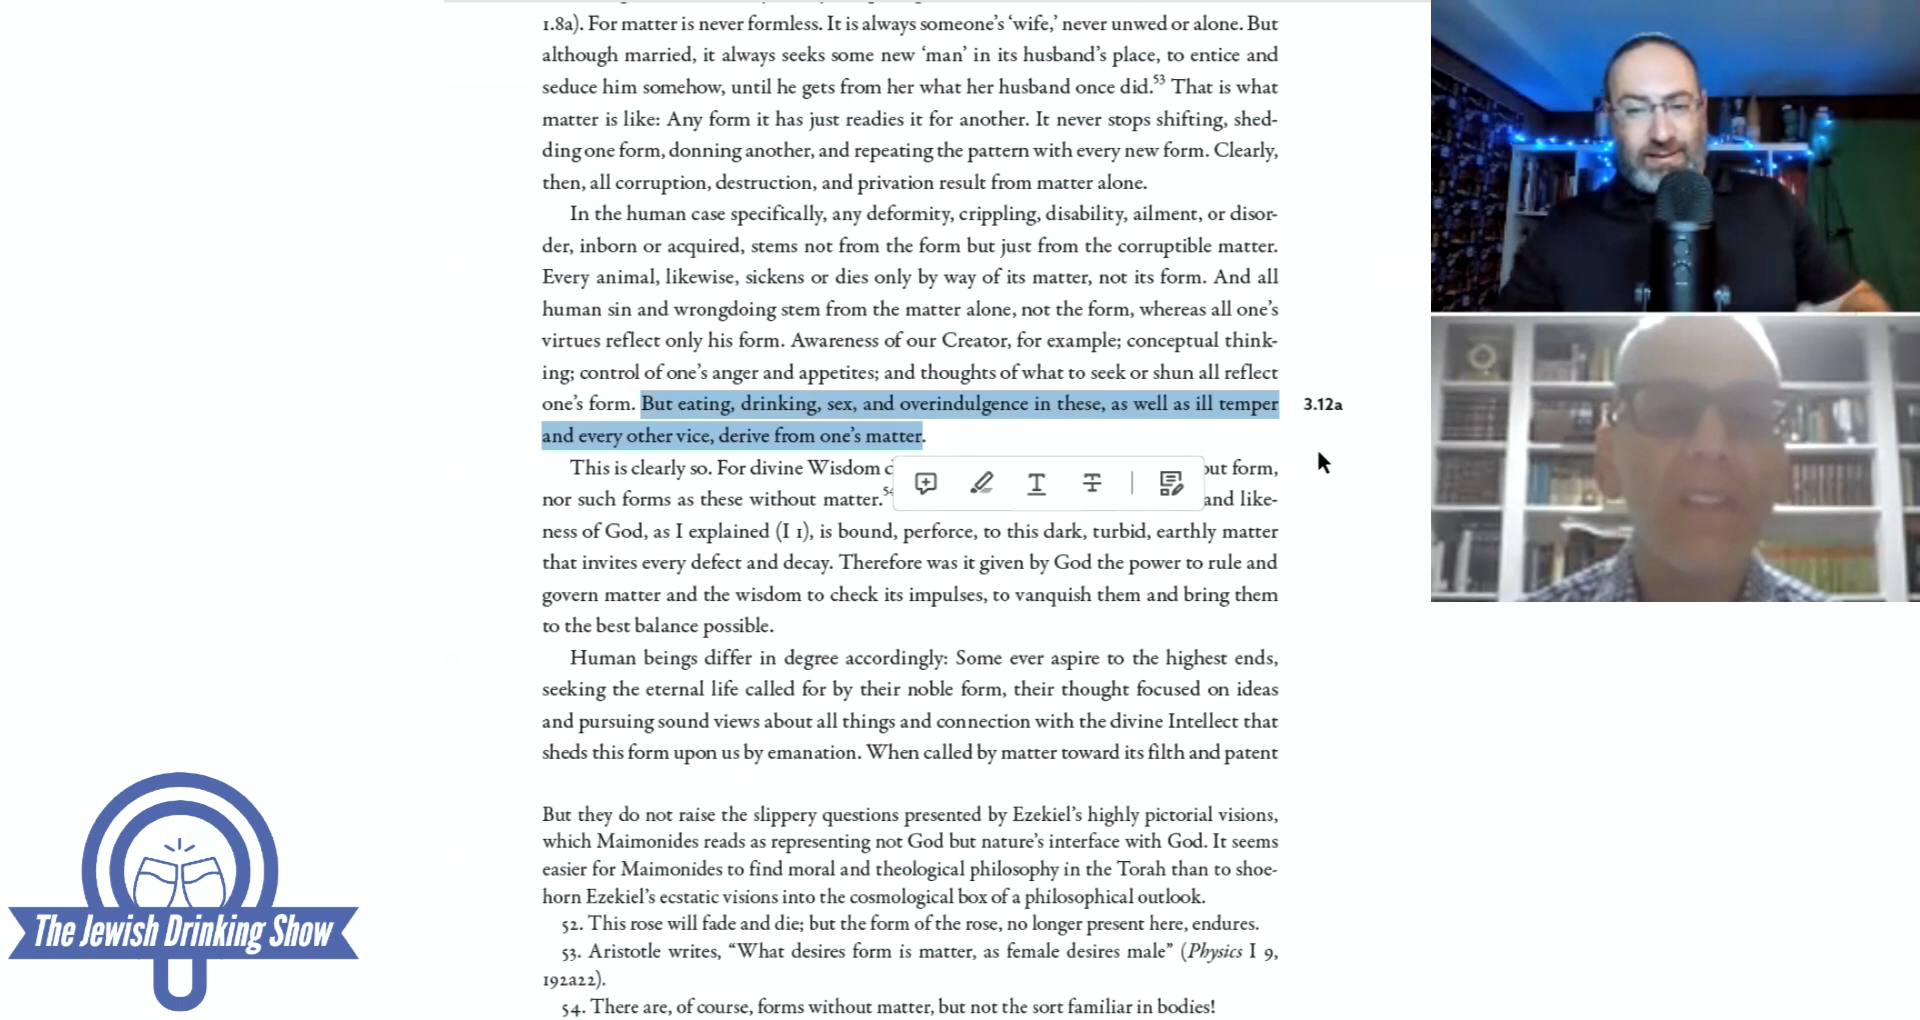 1.8a). For matter is never formless. It is always someone's ‘wife,’ never unwed or alone. But
although married, it always seeks some new ‘man’ in its husband's place, to entice and
seduce him somehow, until he gets from her what her husband once did.53 That is what
matter is like: Any form it has just readies it for another. It never stops shifting, shed-
ding one form, donning another, and repeating the pattern with every new form. Clearly,
then, all corruption, destruction, and privation result from matter alone.
In the human case specifically, any deformity, crippling, disability, ailment, or disor-
der, inborn or acquired, stems not from the form but just from the corruptible matter.
Every animal, likewise, sickens or dies only by way of its matter, not its form. And all
human sin and wrongdoing stem from the matter alone, not the form, whereas all one's
virtues reflect only his form. Awareness of our Creator, for example; conceptual think-
ing; control of one's anger and appetites; and thoughts of what to seek or shun all reflect
one's form. But eating, drinking, sex, and overindulgence in these, as well as ill temper 3.12a
and every other vice, derive from one's matter.
This is clearly so. For divine Wisdom out form,
nor such forms as these without matter. and like-
ness of God, as I explained (I 1), is bound, perforce, to this dark, turbid, earthly matter
that invites every defect and decay. Therefore was it given by God the power to rule and
govern matter and the wisdom to check its impulses, to vanquish them and bring them
to the best balance possible.
Human beings differ in degree accordingly: Some ever aspire to the highest ends,
seeking the eternal life called for by their noble form, their thought focused on ideas
and pursuing sound views about all things and connection with the divine Intellect that
sheds this form upon us by emanation. When called by matter toward its filth and patent
But they do not raise the slippery questions presented by Ezekiel's highly pictorial visions,
which Maimonides reads as representing not God but nature's interface with God. It seems
easier for Maimonides to find moral and theological philosophy in the Torah than to shoe-
horn Ezekiel's ecstatic visions into the cosmological box of a philosophical outlook.
52. This rose will fade and die; but the form of the rose, no longer present here, endures.
53. Aristotle writes, “What desires form is matter, as female desires male” (Physics I 9,
192a22).
54. There are, of course, forms without matter, but not the sort familiar in bodies!
The Jewish Drinking Show